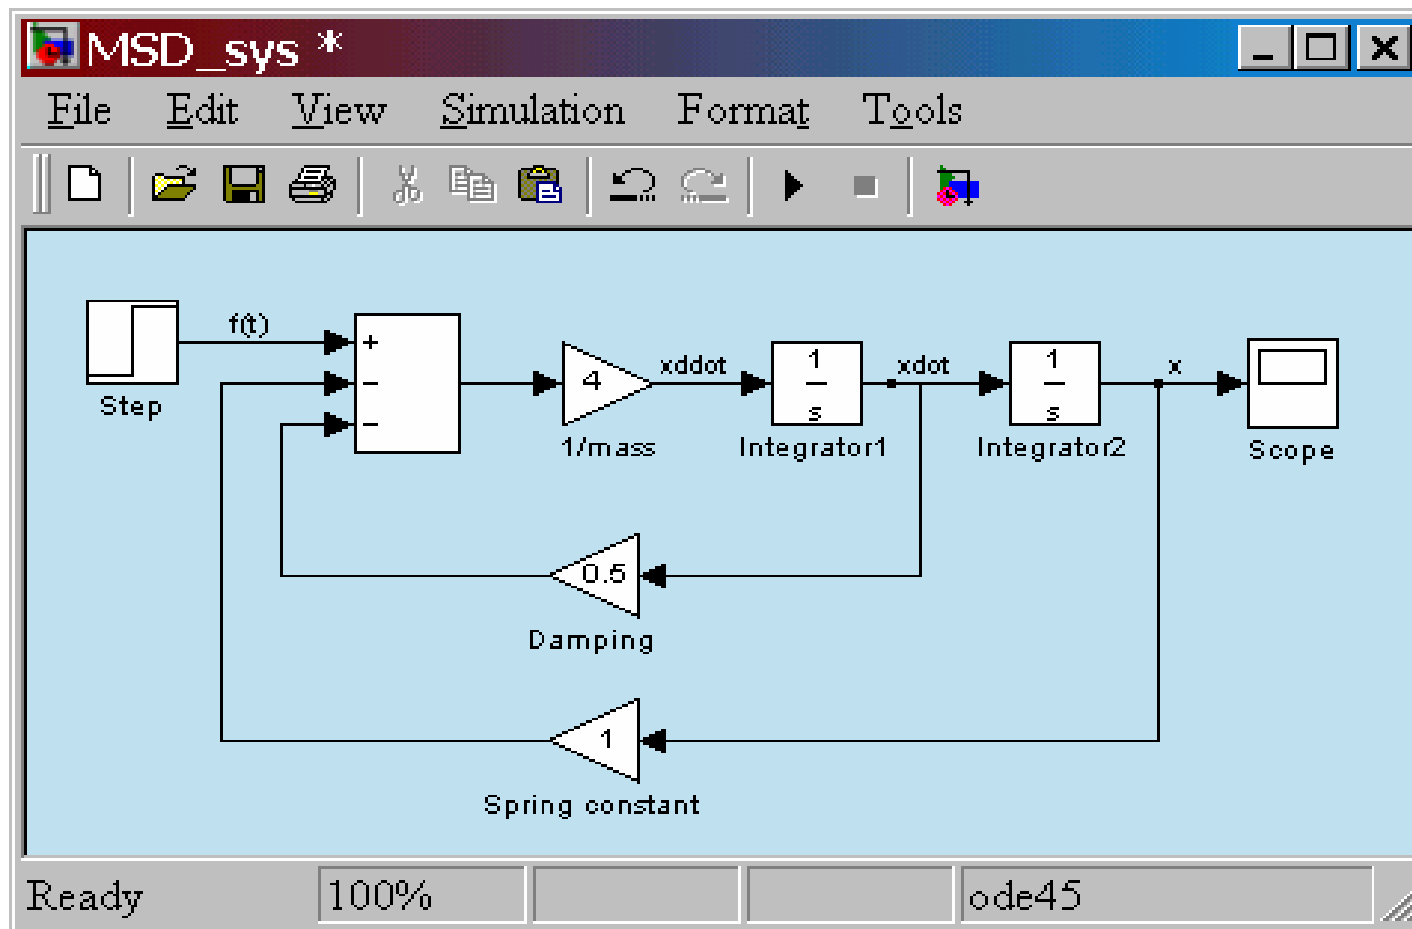 MSD_sys *
File Edit View Simulation Format Tools
f(t)
+
−
−
Step
4
1/mass
xddot
1
s
Integrator1
xdot
1
s
Integrator2
x
Scope
0.5
Damping
1
Spring constant
Ready 100% ode45